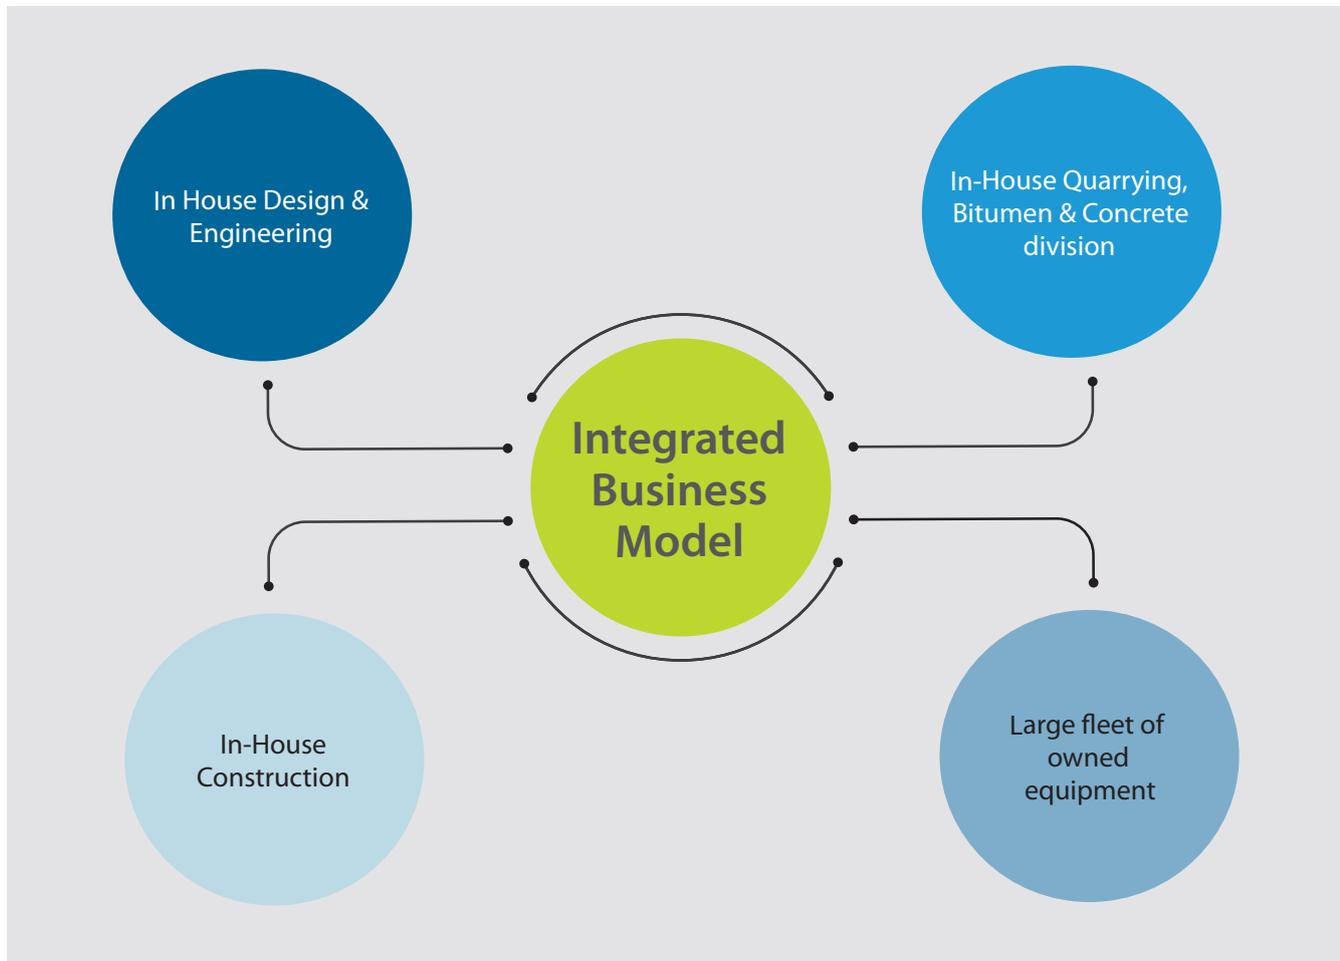 In House Design &
Engineering
In-House Quarrying,
Bitumen & Concrete
division
Integrated
Business
Model
In-House
Construction
Large fleet of
owned
equipment